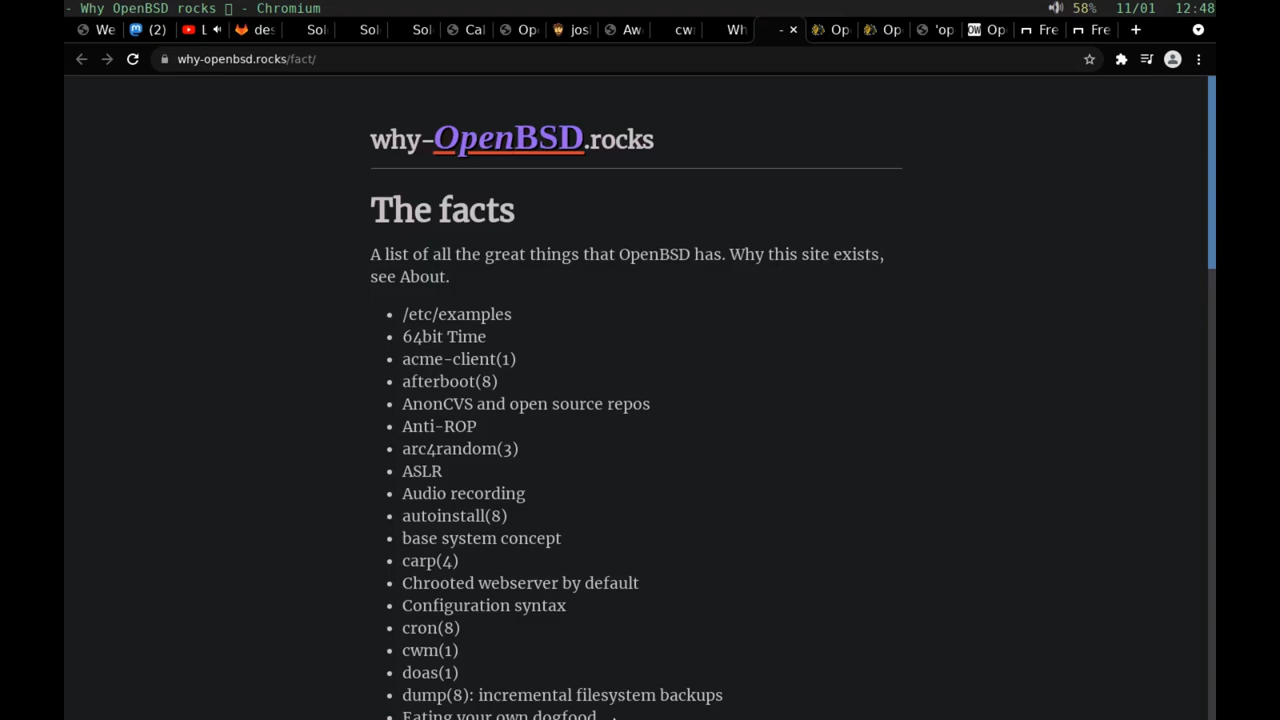 - Why OpenBSD rocks - Chromium 58% 11/01 12:48
We (2) L des Sol Sol Sol Cal Op jos Aw cw Wh - × Op Op 'op Op Fre Fre +
why-openbsd.rocks/fact/
why-OpenBSD.rocks
The facts
A list of all the great things that OpenBSD has. Why this site exists,
see About.
• /etc/examples
• 64bit Time
• acme-client(1)
• afterboot(8)
• AnonCVS and open source repos
• Anti-ROP
• arc4random(3)
• ASLR
• Audio recording
• autoinstall(8)
• base system concept
• carp(4)
• Chrooted webserver by default
• Configuration syntax
• cron(8)
• cwm(1)
• doas(1)
• dump(8): incremental filesystem backups
• Eating your own dogfood